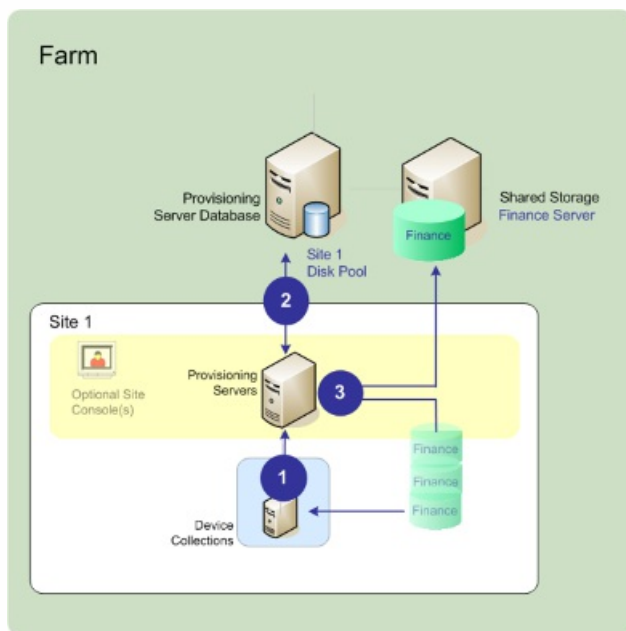 Farm
Provisioning
Server Database
Shared Storage
Finance Server
Finance
Site 1
Disk Pool
2
Site 1
Optional Site
Console(s)
Provisioning
Servers
3
Finance
Finance
Finance
1
Device
Collections